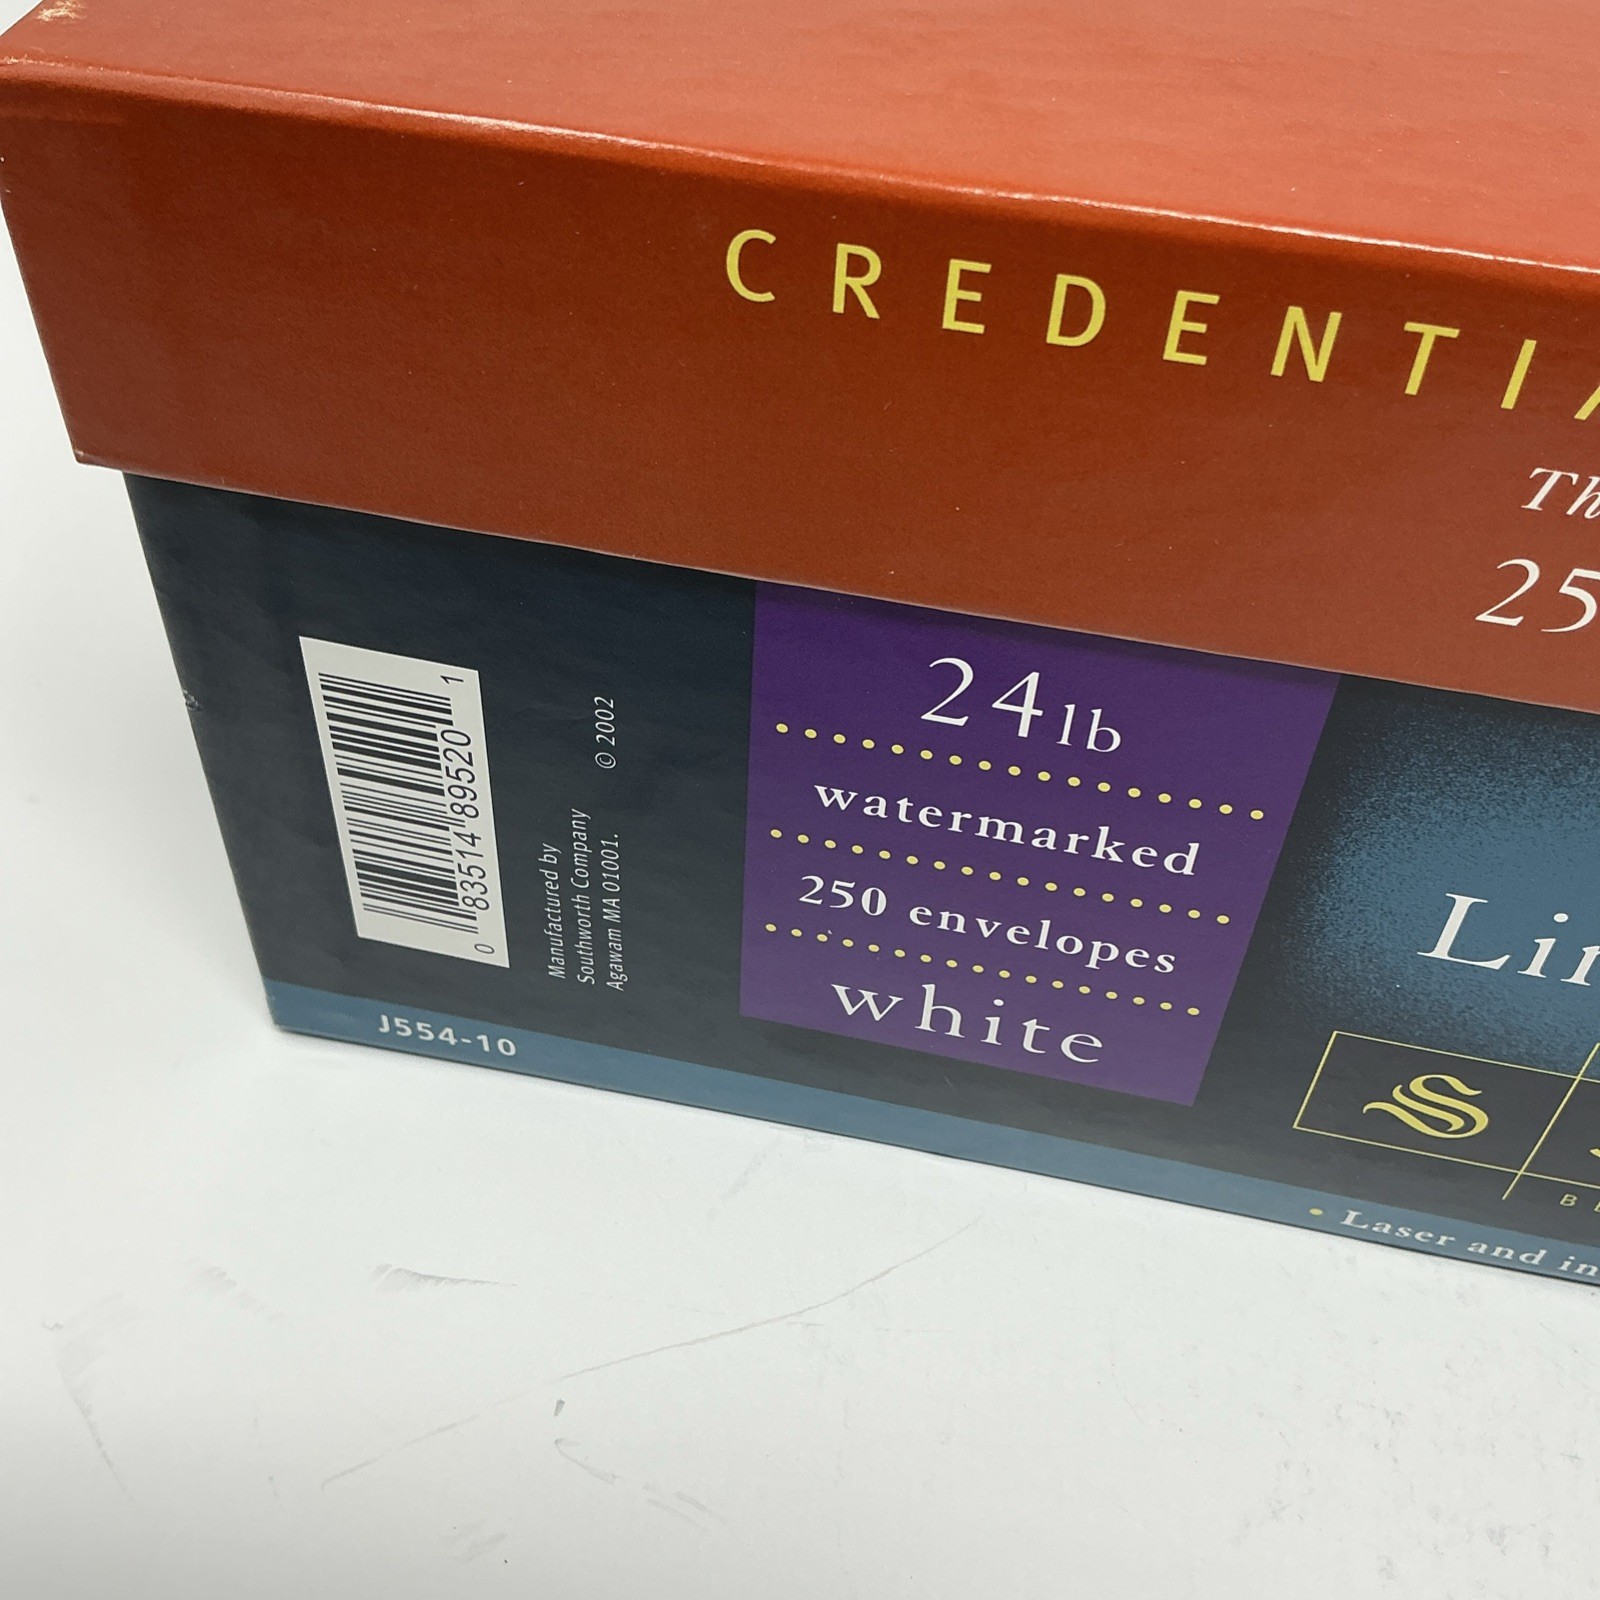 CREDENTIA
Th
25
24lb
watermarked
250 envelopes
white
Lin
S
0 83514 89520 1
Manufactured by
Southworth Company
Agawam MA 01001.
© 2002
J554-10
• Laser and in